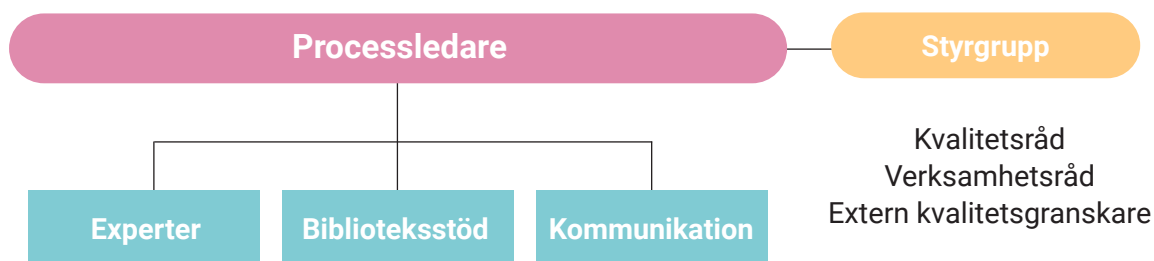 Processledare
Styrgrupp
Kvalitetsråd
Verksamhetsråd
Extern kvalitetsgranskare
Experter
Biblioteksstöd
Kommunikation